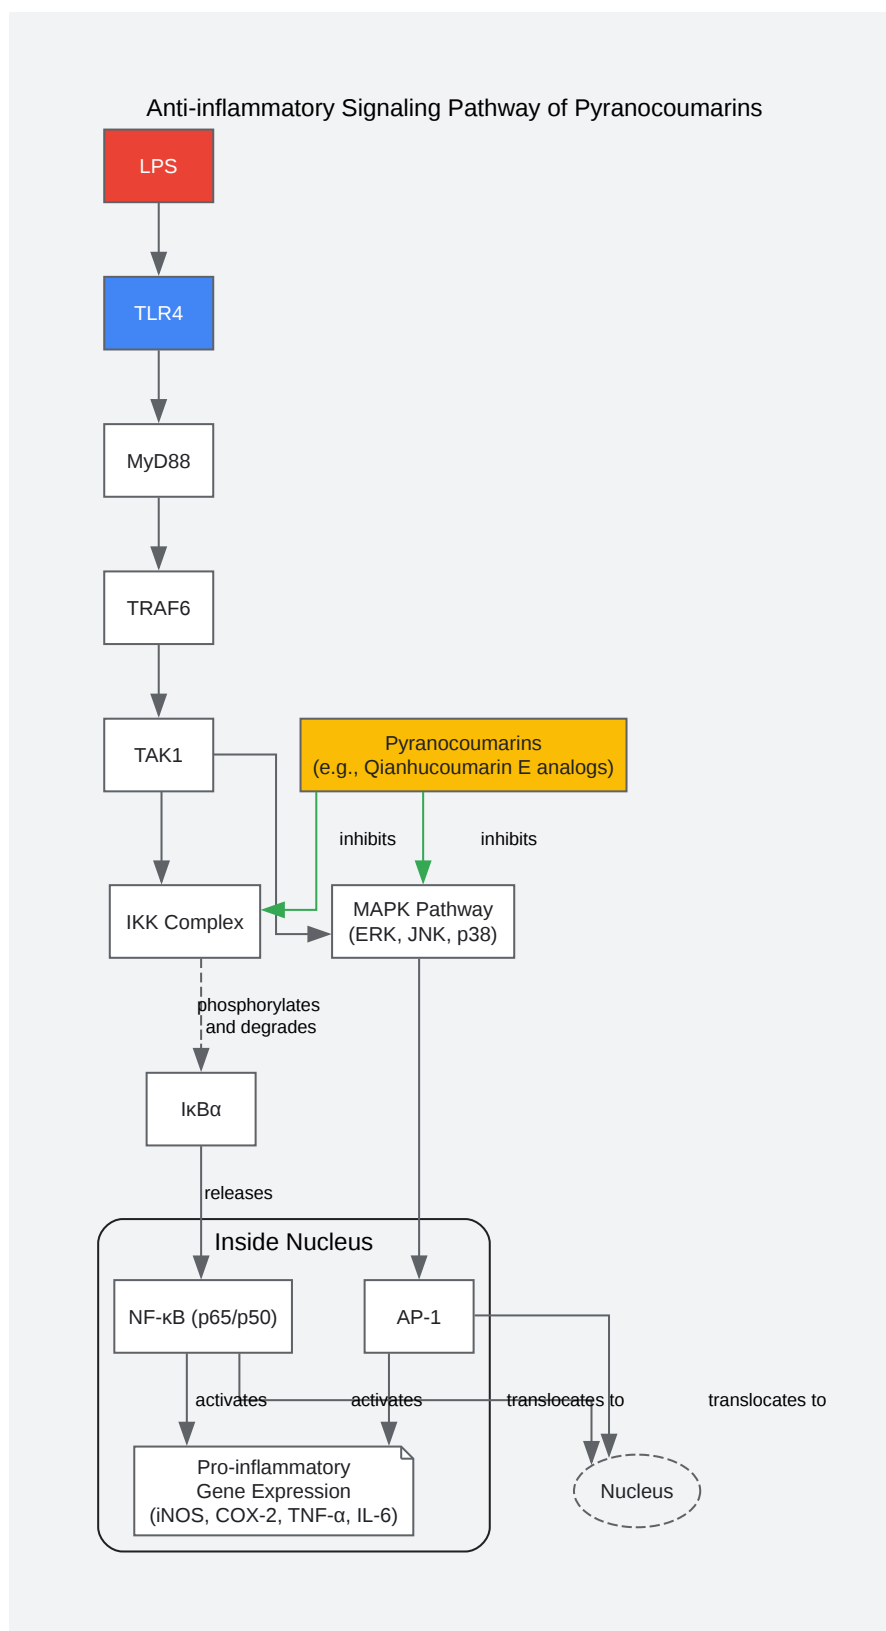 Anti-inflammatory Signaling Pathway of Pyranocoumarins
LPS
TLR4
MyD88
TRAF6
TAK1
Pyranocoumarins
(e.g., Qianhucoumarin E analogs)
inhibits
inhibits
IKK Complex
MAPK Pathway
(ERK, JNK, p38)
phosphorylates
and degrades
IκBα
releases
Inside Nucleus
NF-κB (p65/p50)
AP-1
activates
activates
translocates to
translocates to
Pro-inflammatory
Gene Expression
(iNOS, COX-2, TNF-α, IL-6)
Nucleus